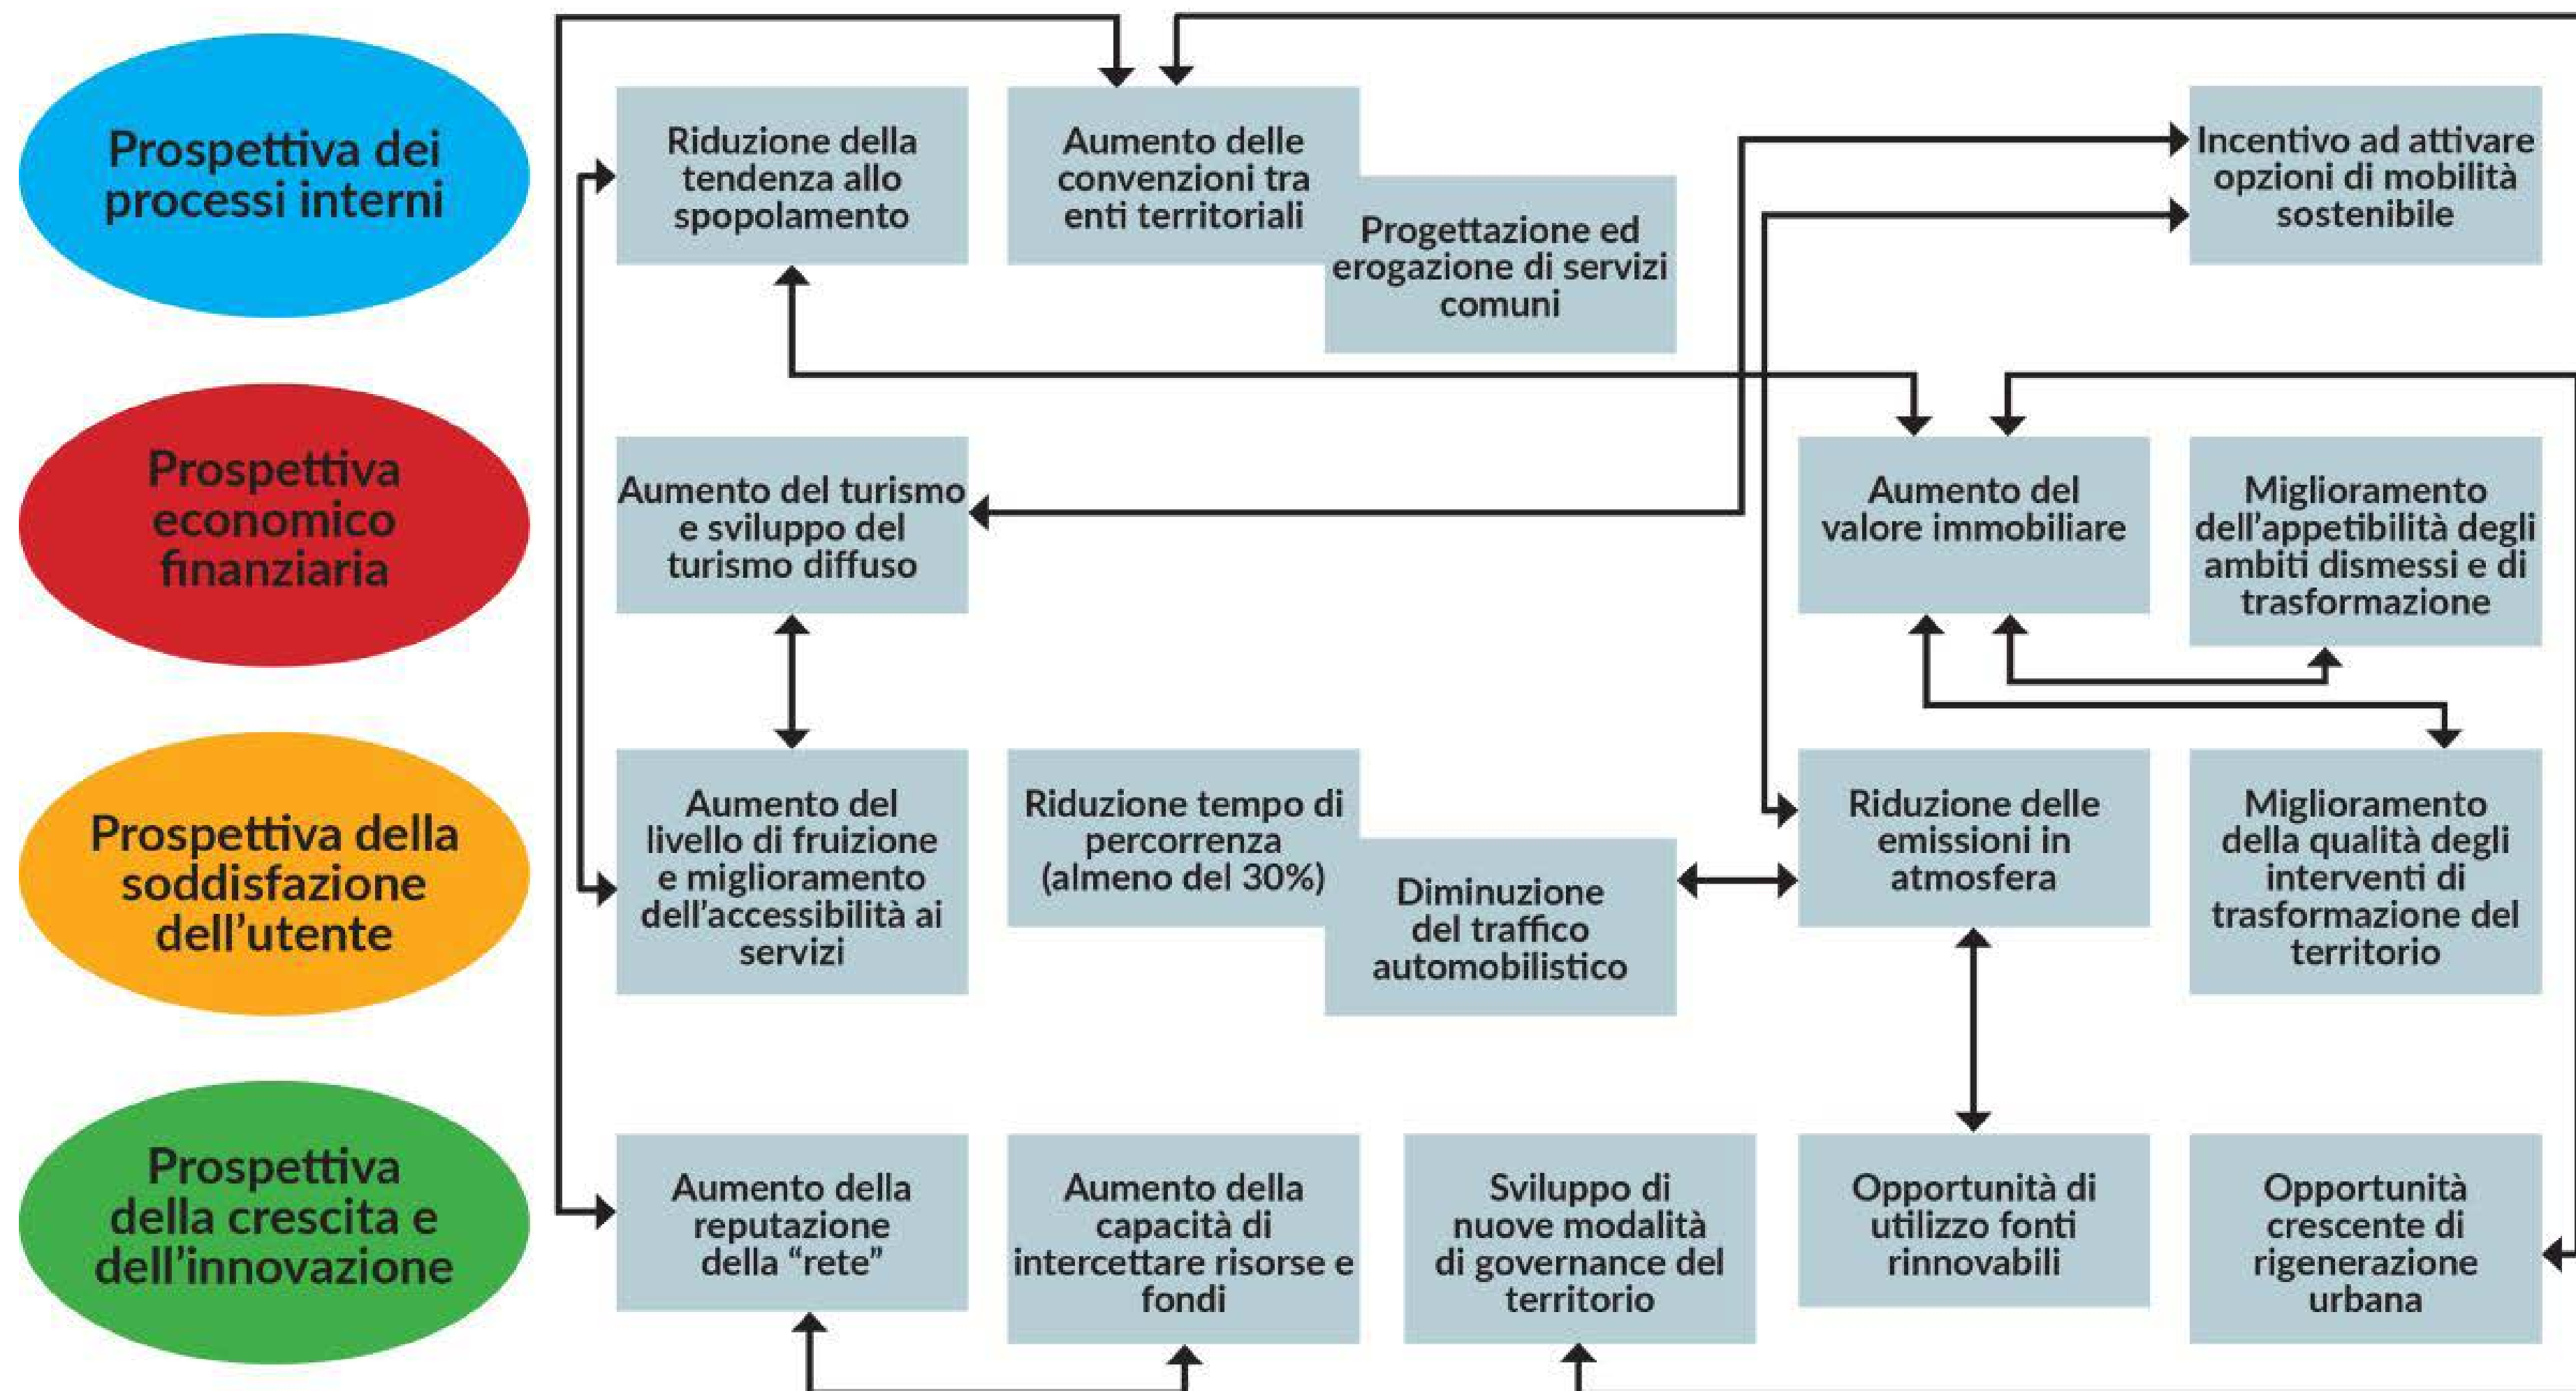 Prospettiva dei
processi interni
Riduzione della
tendenza allo
spopolamento
Aumento delle
convenzioni tra
enti territoriali
Progettazione ed
erogazione di servizi
comuni
Incentivo ad attivare
opzioni di mobilità
sostenibile
Prospettiva
economico
finanziaria
Aumento del turismo
e sviluppo del
turismo diffuso
Aumento del
valore immobiliare
Miglioramento
dell’appetibilità degli
ambiti dismessi e di
trasformazione
Prospettiva della
soddisfazione
dell’utente
Aumento del
livello di fruizione
e miglioramento
dell’accessibilità ai
servizi
Riduzione tempo di
percorrenza
(almeno del 30%)
Diminuzione
del traffico
automobilistico
Riduzione delle
emissioni in
atmosfera
Miglioramento
della qualità degli
interventi di
trasformazione del
territorio
Prospettiva
della crescita e
dell’innovazione
Aumento della
reputazione
della “rete”
Aumento della
capacità di
intercettare risorse e
fondi
Sviluppo di
nuove modalità
di governance del
territorio
Opportunità di
utilizzo fonti
rinnovabili
Opportunità
crescente di
rigenerazione
urbana